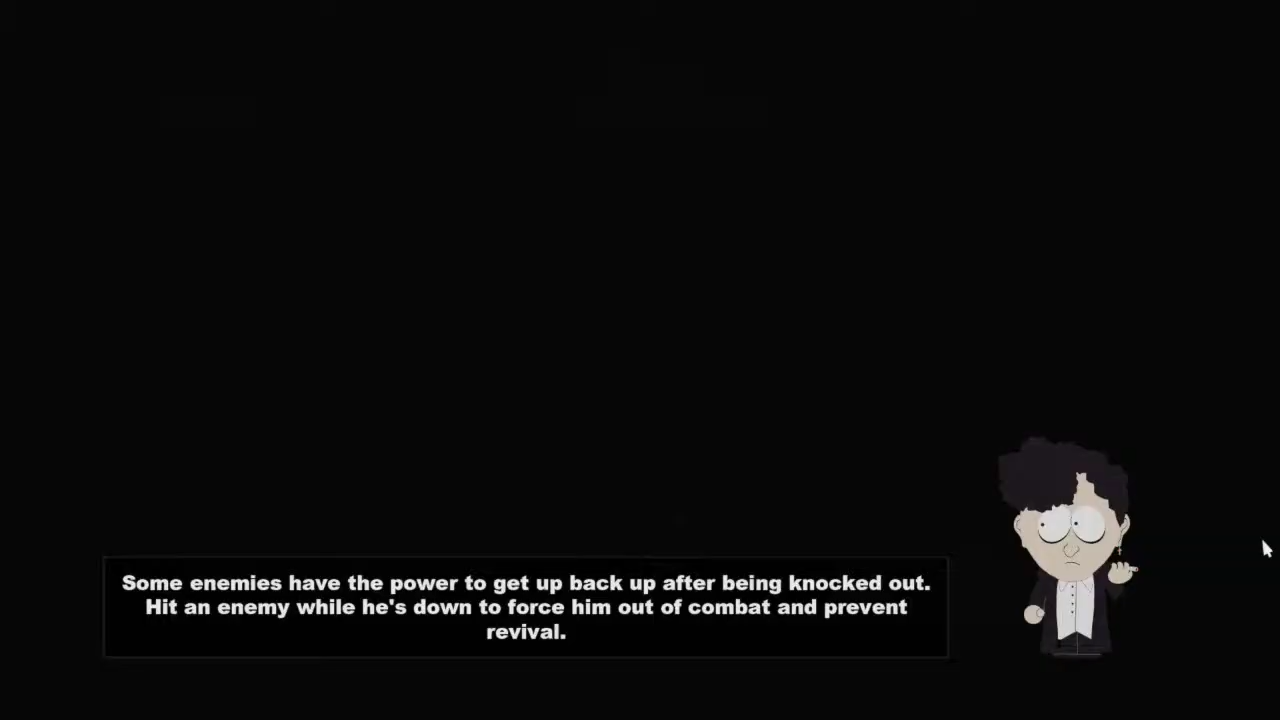 Some enemies have the power to get up back up after being knocked out.
Hit an enemy while he's down to force him out of combat and prevent
revival.